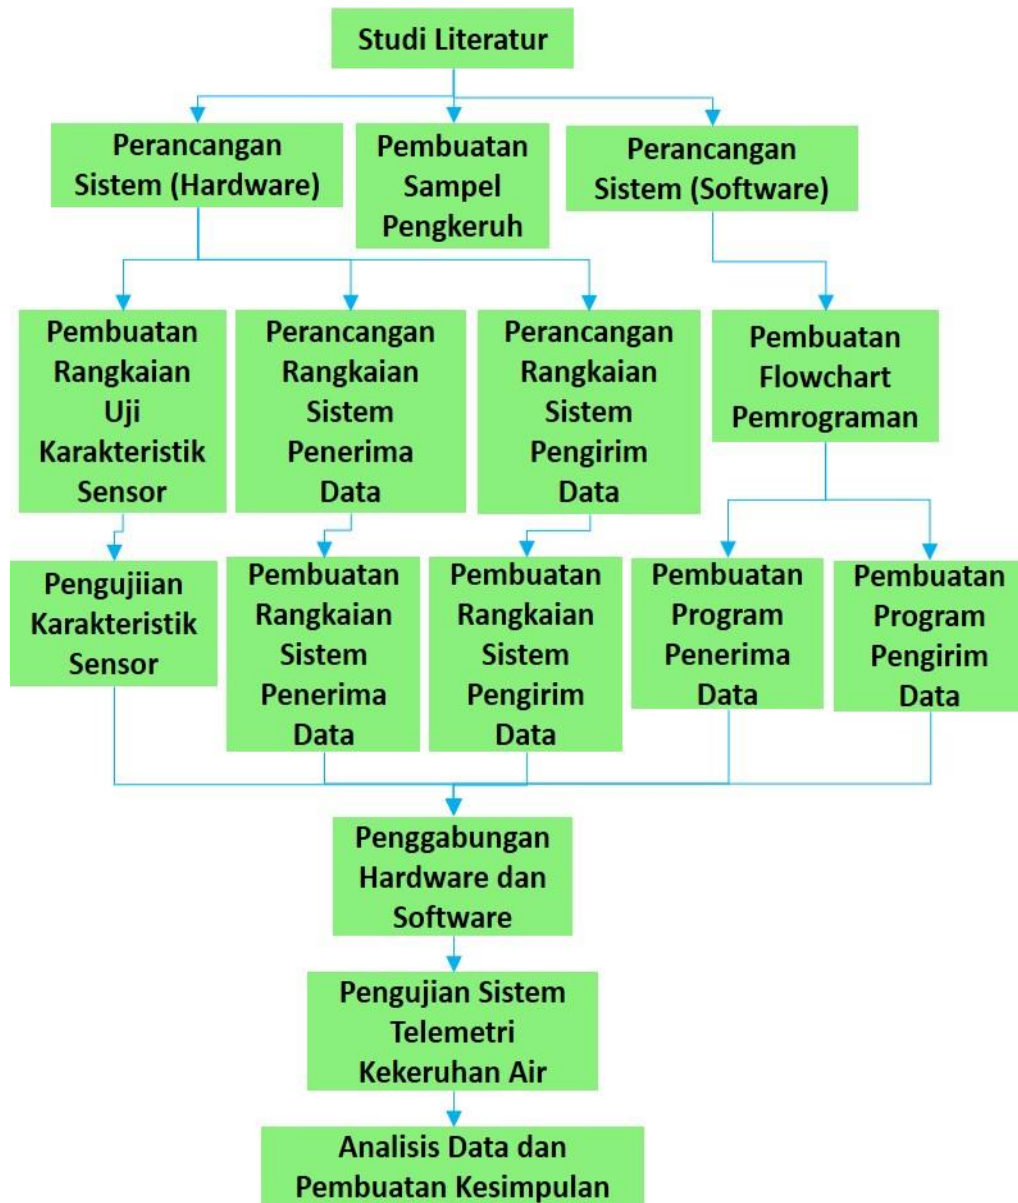 Studi Literatur
Perancangan
Sistem (Hardware)
Pembuatan
Sampel
Pengkeruh
Perancangan
Sistem (Software)
Pembuatan
Rangkaian
Uji
Karakteristik
Sensor
Perancangan
Rangkaian
Sistem
Penerima
Data
Perancangan
Rangkaian
Sistem
Pengirim
Data
Pembuatan
Flowchart
Pemrograman
Pengujiian
Karakteristik
Sensor
Pembuatan
Rangkaian
Sistem
Penerima
Data
Pembuatan
Rangkaian
Sistem
Pengirim
Data
Pembuatan
Program
Penerima
Data
Pembuatan
Program
Pengirim
Data
Penggabungan
Hardware dan
Software
Pengujian Sistem
Telemetri
Kekeruhan Air
Analisis Data dan
Pembuatan Kesimpulan